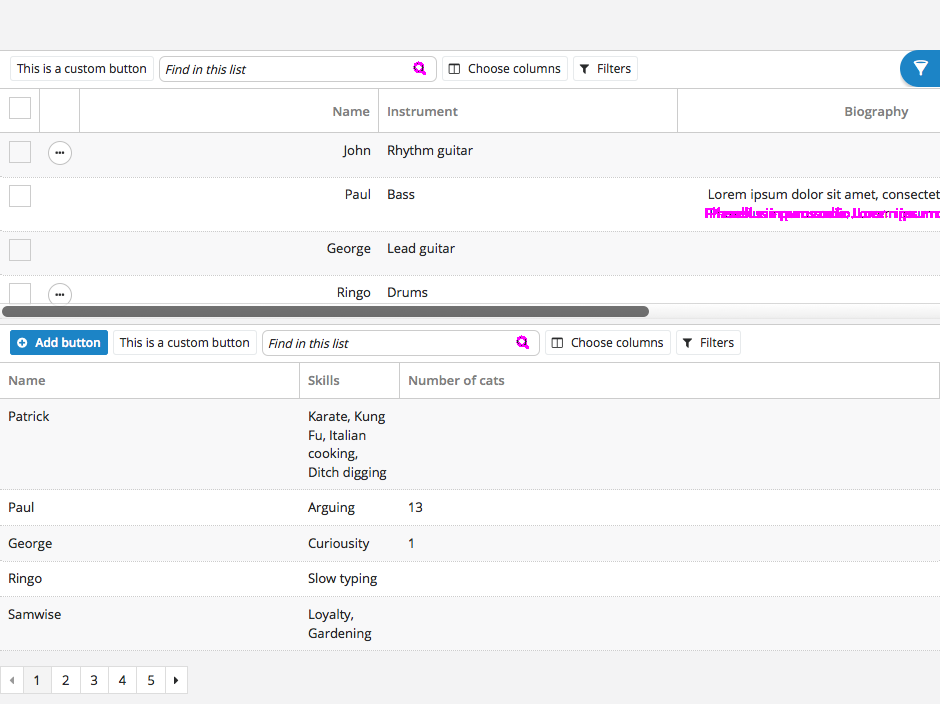 This is a custom button Find in this list Choose columns Filters
Name Instrument Biography
John Rhythm guitar
Paul Bass Lorem ipsum dolor sit amet, consectet
George Lead guitar
Ringo Drums
Add button This is a custom button Find in this list Choose columns Filters
Name Skills Number of cats
Patrick Karate, Kung
Fu, Italian
cooking,
Ditch digging
Paul Arguing 13
George Curiousity 1
Ringo Slow typing
Samwise Loyalty,
Gardening
1 2 3 4 5